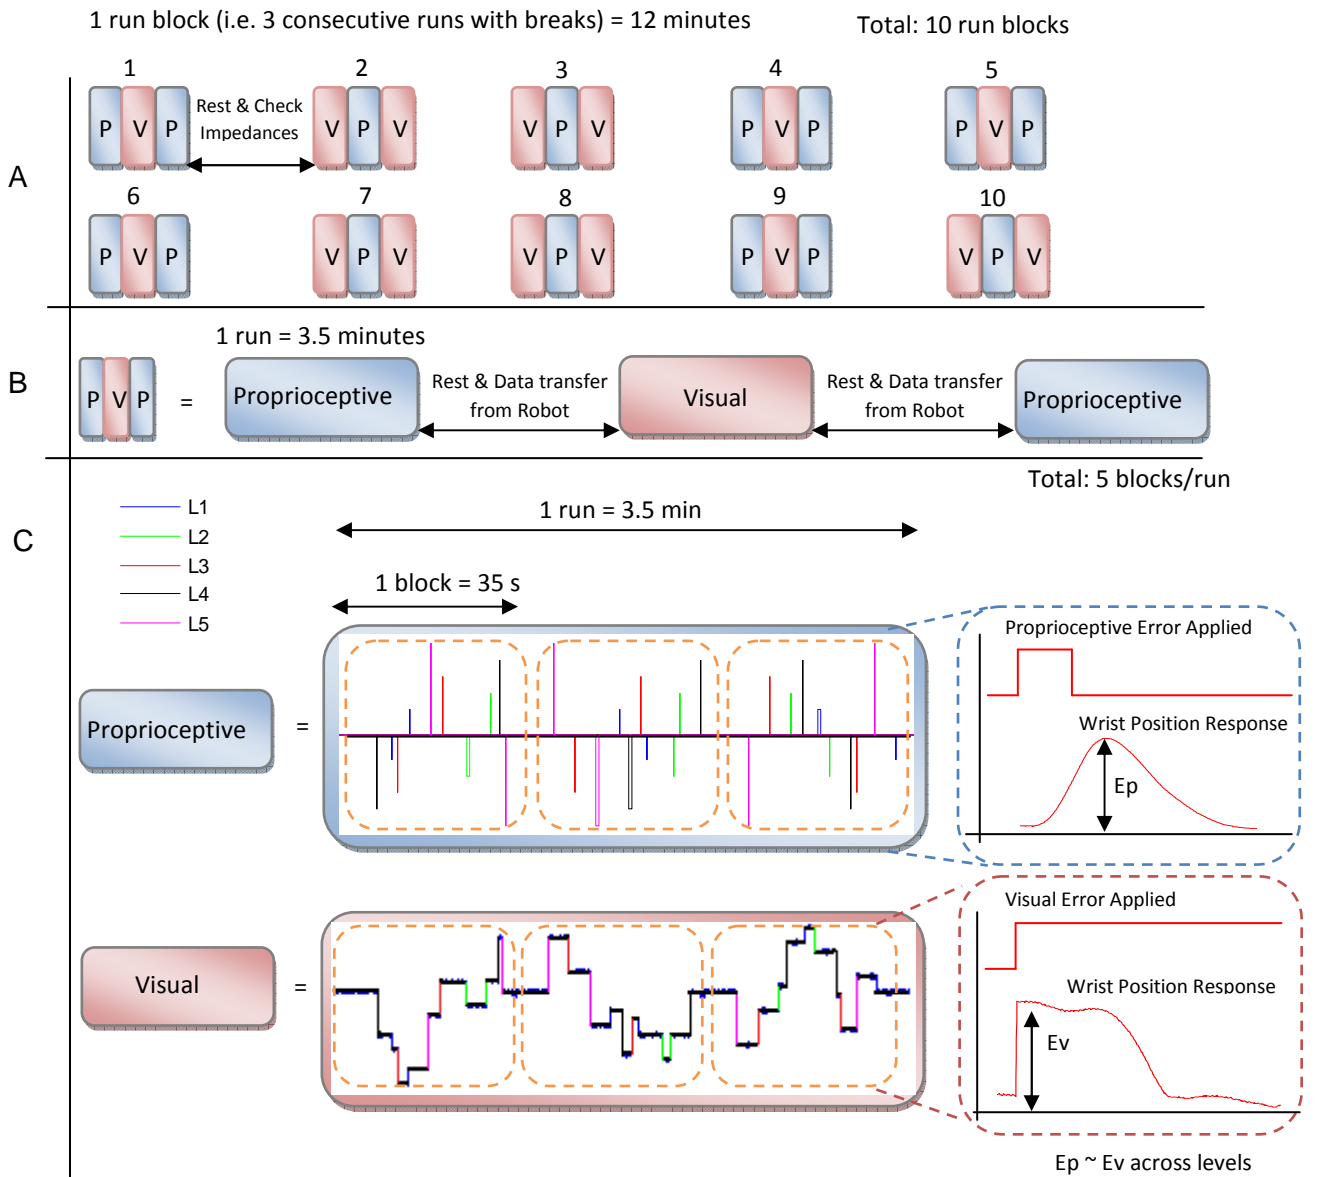 1 run block (i.e. 3 consecutive runs with breaks) = 12 minutes
Total: 10 run blocks
A
1 2 3 4 5
P V P
Rest & Check
Impedances
V P V
V P V
P V P
P V P
6 7 8 9 10
P V P
V P V
V P V
P V P
V P V
B
1 run = 3.5 minutes
P V P
=
Proprioceptive
Rest & Data transfer
from Robot
Visual
Rest & Data transfer
from Robot
Proprioceptive
Total: 5 blocks/run
C
L1
L2
L3
L4
L5
1 run = 3.5 min
1 block = 35 s
Proprioceptive
=
Proprioceptive Error Applied
Wrist Position Response
Ep
Visual
=
Visual Error Applied
Wrist Position Response
Ev
Ep ~ Ev across levels